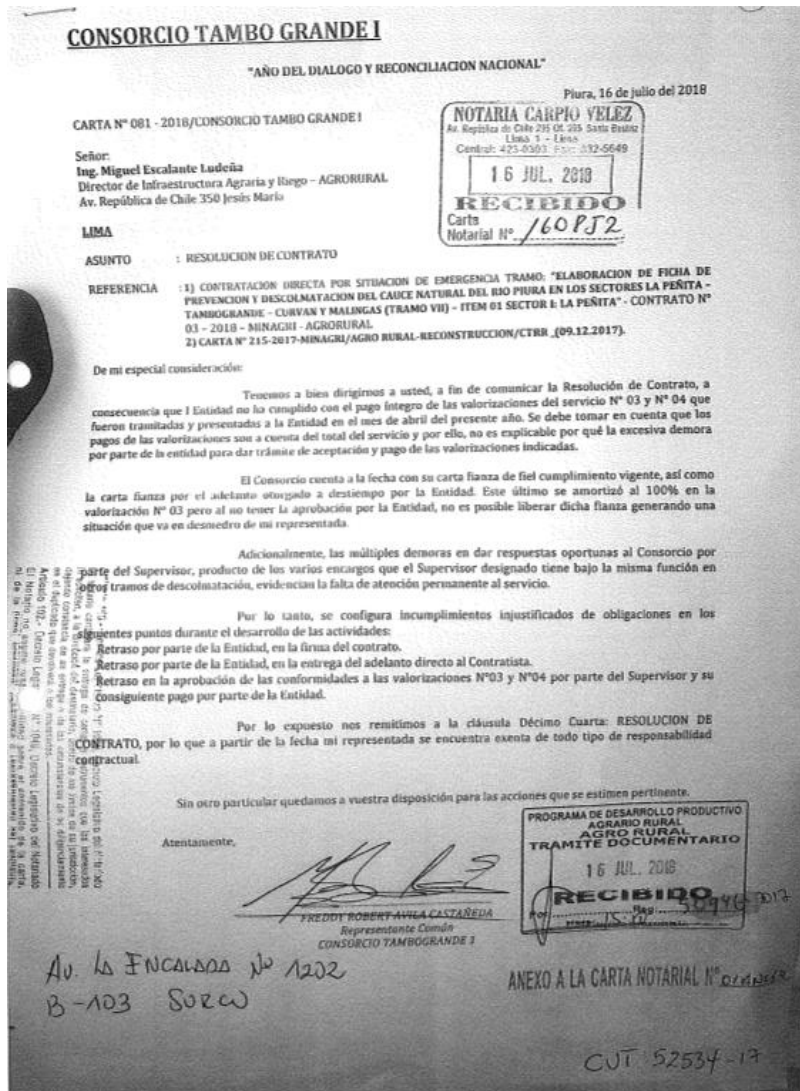 CONSORCIO TAMBO GRANDE I
"AÑO DEL DIALOGO Y RECONCILIACION NACIONAL"
Piura, 16 de julio del 2018
CARTA N° 081 - 2018/CONSORCIO TAMBO GRANDE I
NOTARIA CARPIO VELEZ
Av. República de Chile 295 Of. 205 Santa Beatriz
Lima 1 - Lima
Central: 423-0303 Fax: 332-5649
16 JUL. 2018
RECIBIDO
Carta
Notarial N° 160952
Señor:
Ing. Miguel Escalante Ludeña
Director de Infraestructura Agraria y Riego – AGRORURAL
Av. República de Chile 350 Jesús María
LIMA
ASUNTO : RESOLUCION DE CONTRATO
REFERENCIA : 1) CONTRATACIÓN DIRECTA POR SITUACION DE EMERGENCIA TRAMO: "ELABORACION DE FICHA DE
PREVENCION Y DESCOLMATACION DEL CAUCE NATURAL DEL RIO PIURA EN LOS SECTORES LA PEÑITA –
TAMBOGRANDE – CURVAN Y MALINGAS (TRAMO VII) – ITEM 01 SECTOR I: LA PEÑITA" - CONTRATO N°
03 – 2018 – MINAGRI - AGRORURAL.
2) CARTA N° 215-2017-MINAGRI/AGRO RURAL-RECONSTRUCCION/CTRR_(09.12.2017).
De mi especial consideración:
Tenemos a bien dirigirnos a usted, a fin de comunicar la Resolución de Contrato, a
consecuencia que l Entidad no ha cumplido con el pago íntegro de las valorizaciones del servicio N° 03 y N° 04 que
fueron tramitadas y presentadas a la Entidad en el mes de abril del presente año. Se debe tomar en cuenta que los
pagos de las valorizaciones son a cuenta del total del servicio y por ello, no es explicable por qué la excesiva demora
por parte de la entidad para dar trámite de aceptación y pago de las valorizaciones indicadas.
El Consorcio cuenta a la fecha con su carta fianza de fiel cumplimiento vigente, así como
la carta fianza por el adelanto otorgado a destiempo por la Entidad. Este último se amortizó al 100% en la
valorización N° 03 pero al no tener la aprobación por la Entidad, no es posible liberar dicha fianza generando una
situación que va en desmedro de mi representada.
Adicionalmente, las múltiples demoras en dar respuestas oportunas al Consorcio por
parte del Supervisor, producto de los varios encargos que el Supervisor designado tiene bajo la misma función en
otros tramos de descolmatación, evidencian la falta de atención permanente al servicio.
Por lo tanto, se configura incumplimientos injustificados de obligaciones en los
siguientes puntos durante el desarrollo de las actividades:
Retraso por parte de la Entidad, en la firma del contrato.
Retraso por parte de la Entidad, en la entrega del adelanto directo al Contratista.
Retraso en la aprobación de las conformidades a las valorizaciones N°03 y N°04 por parte del Supervisor y su
consiguiente pago por parte de la Entidad.
Por lo expuesto nos remitimos a la cláusula Décimo Cuarta: RESOLUCION DE
CONTRATO, por lo que a partir de la fecha mi representada se encuentra exenta de todo tipo de responsabilidad
contractual.
Sin otro particular quedamos a vuestra disposición para las acciones que se estimen pertinente.
Atentamente,
PROGRAMA DE DESARROLLO PRODUCTIVO
AGRARIO RURAL
AGRO RURAL
TRAMITE DOCUMENTARIO
16 JUL. 2018
RECIBIDO
FREDDY ROBERT AVILA CASTAÑEDA
Representante Común
CONSORCIO TAMBOGRANDE I
AV. LA ENCALADA No 1202
B-103 SURCO
ANEXO A LA CARTA NOTARIAL N°
CUT 52534-17